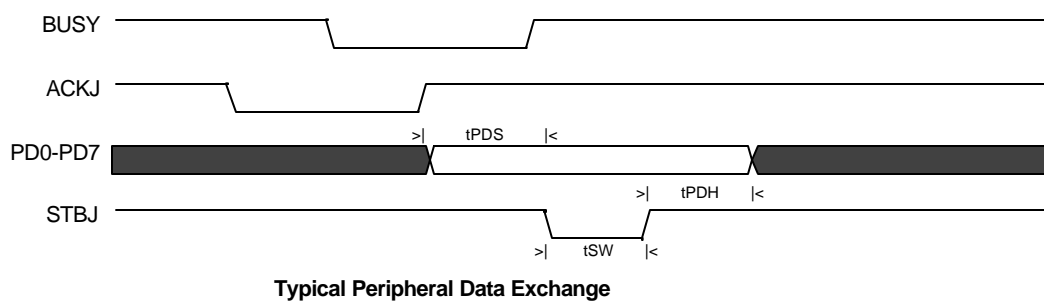 BUSY
ACKJ
>| tPDS |<
PD0-PD7
>| tPDH |<
STBJ
>| tSW |<
Typical Peripheral Data Exchange